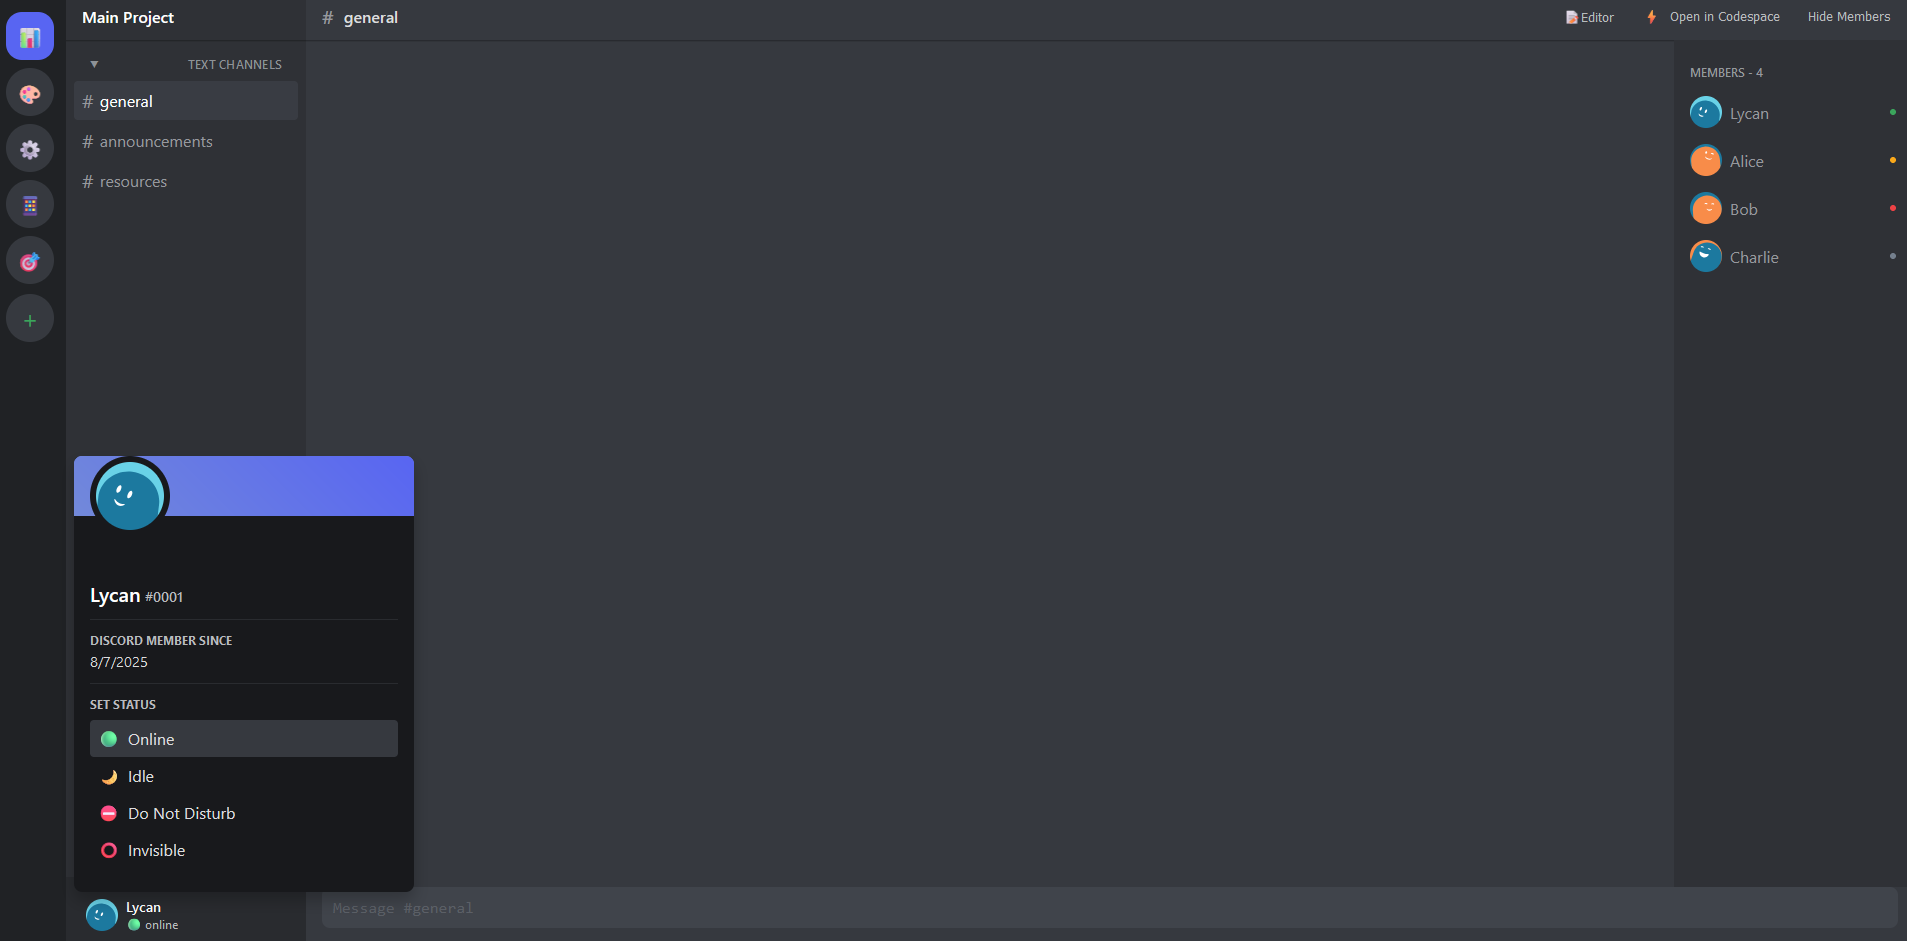 Main Project
# general
Editor
Open in Codespace
Hide Members
TEXT CHANNELS
# general
# announcements
# resources
MEMBERS - 4
Lycan
Alice
Bob
Charlie
Lycan #0001
DISCORD MEMBER SINCE
8/7/2025
SET STATUS
Online
Idle
Do Not Disturb
Invisible
Lycan
online
Message #general